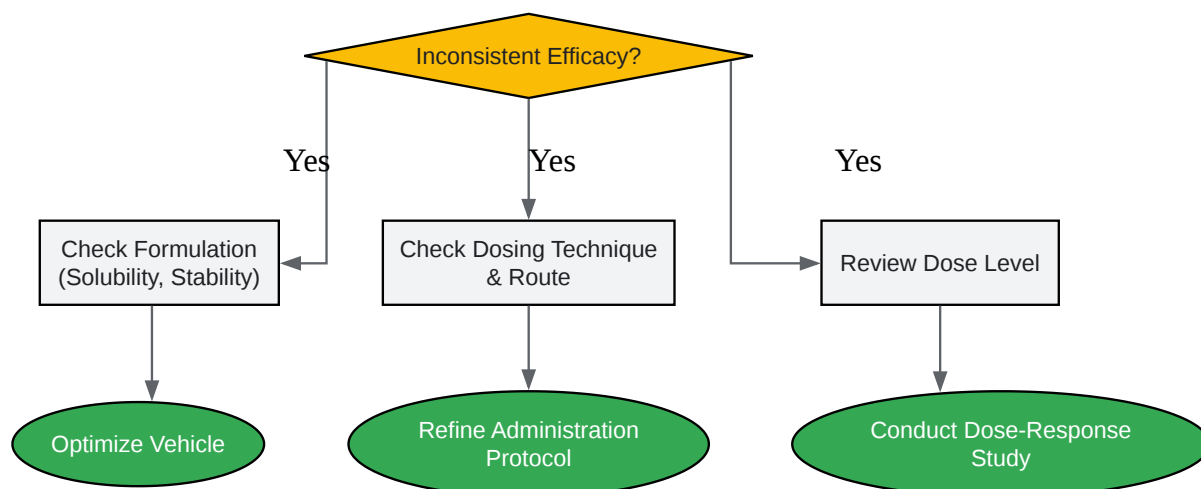 Inconsistent Efficacy?
Yes
Yes
Yes
Check Formulation
(Solubility, Stability)
Check Dosing Technique
& Route
Review Dose Level
Optimize Vehicle
Refine Administration
Protocol
Conduct Dose-Response
Study